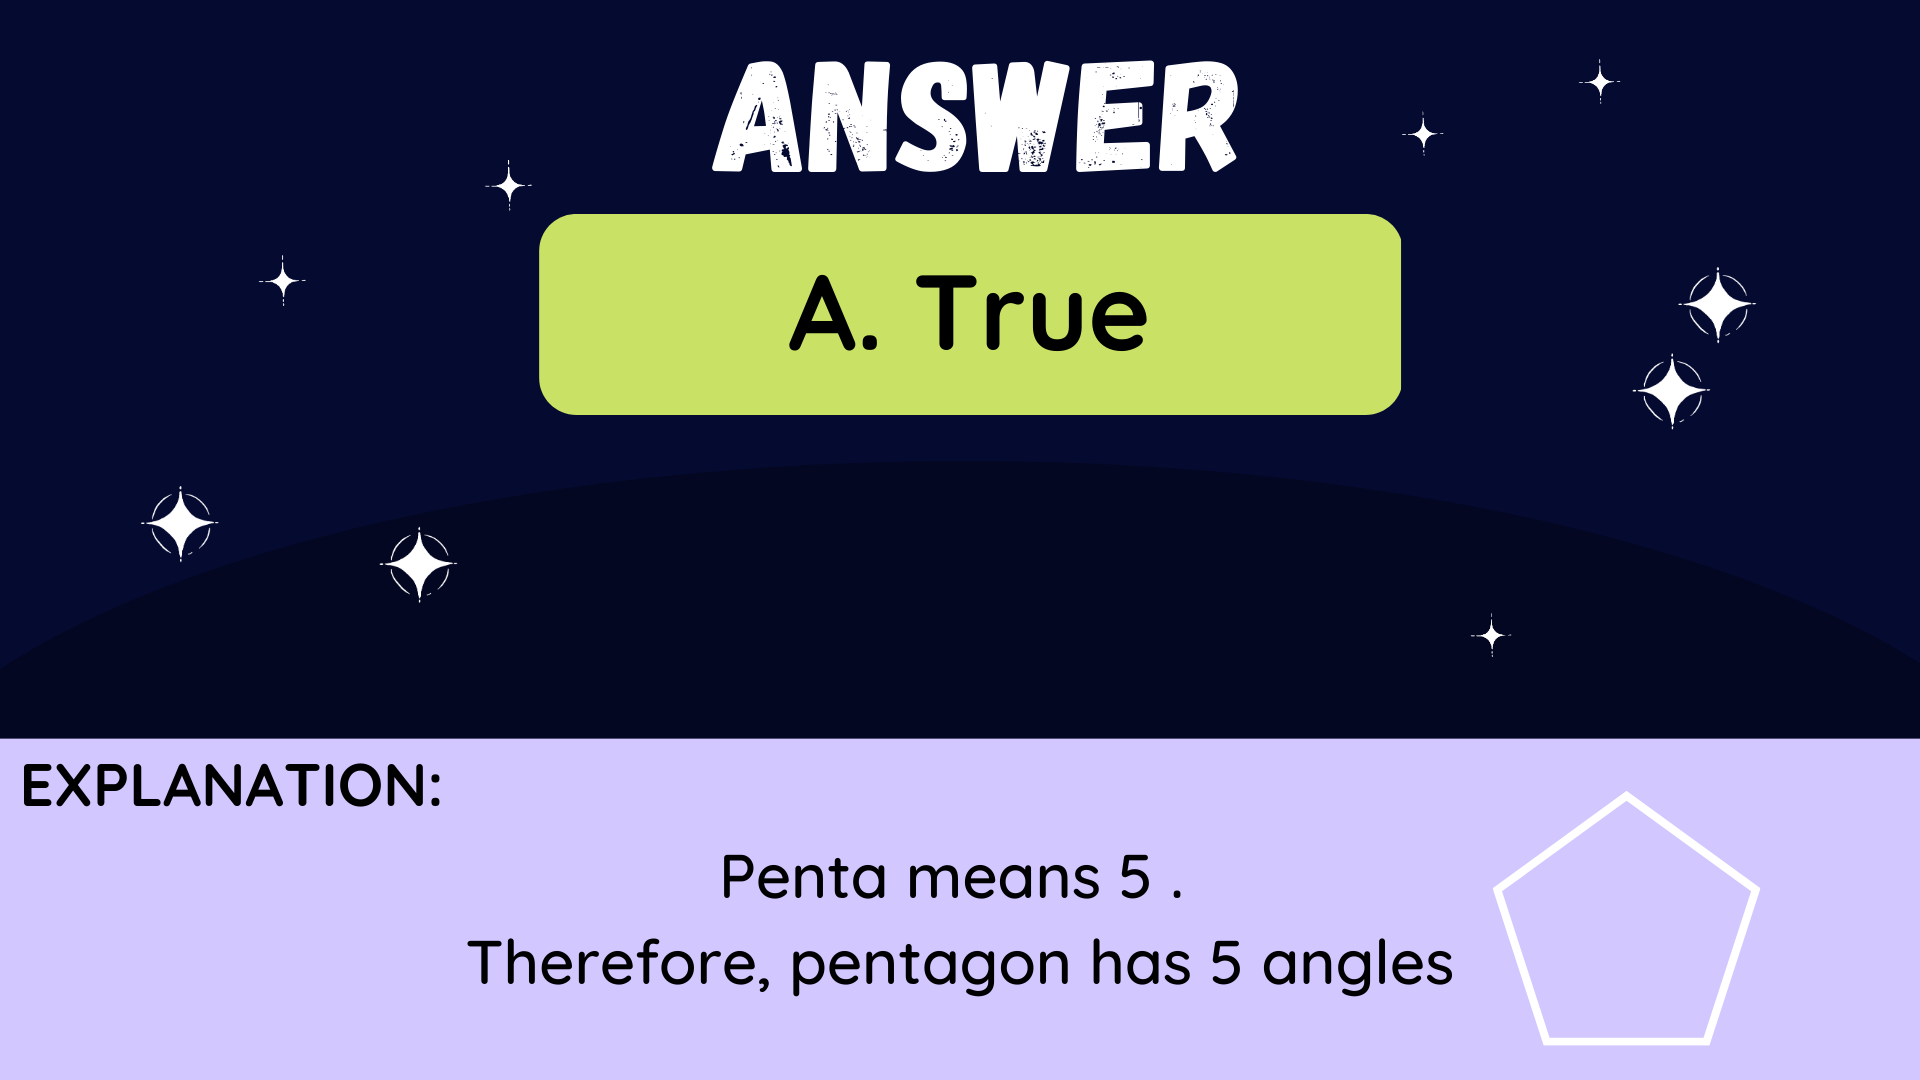 ANSWER
A. True
EXPLANATION:
Penta means 5 .
Therefore, pentagon has 5 angles